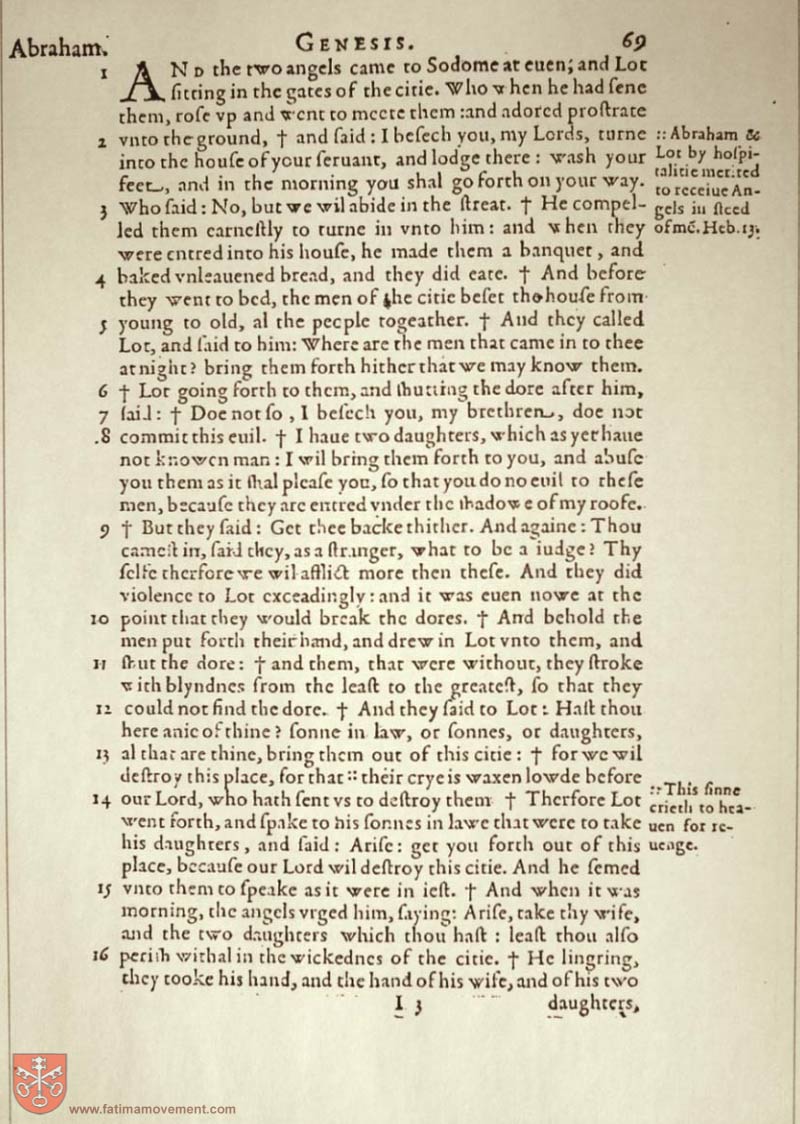 Abraham.
GENESIS.
69
1 AND the two angels came to Sodome at euen; and Lot
ſitting in the gates of the citie. Who when he had ſene
them, roſe vp and went to meete them :and adored proſtrate
2 vnto the ground, † and ſaid : I beſech you, my Lords, turne
into the houſe of your ſeruant, and lodge there : wash your
feet, and in the morning you shal go forth on your way.
3 Who ſaid : No, but we wil abide in the ſtreat. † He compel-
led them earneſtly to turne in vnto him : and when they
were entred into his houſe, he made them a banquet, and
4 baked vnleauened bread, and they did eate. † And before
they went to bed, the men of the citie beſet the houſe from
5 young to old, al the people togeather. † And they called
Lot, and ſaid to him: Where are the men that came in to thee
at night? bring them forth hither that we may know them.
6 † Lot going forth to them, and shutting the dore after him,
7 ſaid : † Doe not ſo , I beſech you, my brethren, doe not
8 commit this euil. † I haue two daughters, which as yet haue
not knowen man : I wil bring them forth to you, and abuſe
you them as it shal pleaſe you, ſo that you do no euil to theſe
men, becauſe they are entred vnder the shadowe of my roofe.
9 † But they ſaid : Get thee backe thither. And againe : Thou
cameſt in, ſaid they, as a ſtranger, what to be a iudge? Thy
ſelfe therfore we wil afflict more then theſe. And they did
violence to Lot exceadingly : and it was euen nowe at the
10 point that they would break the dores. † And behold the
men put forth their hand, and drew in Lot vnto them, and
11 shut the dore : † and them, that were without, they ſtroke
with blyndnes from the leaſt to the greateſt, ſo that they
12 could not find the dore. † And they ſaid to Lot : Haſt thou
here anie of thine? ſonne in law, or ſonnes, or daughters,
13 al that are thine, bring them out of this citie : † for we wil
deſtroy this place, for that :: their crye is waxen lowde before
14 our Lord, who hath ſent vs to deſtroy them † Therfore Lot
went forth, and ſpake to his ſonnes in lawe that were to take
his daughters, and ſaid : Ariſe : get you forth out of this
place, becauſe our Lord wil deſtroy this citie. And he ſemed
15 vnto them to ſpeake as it were in ieſt. † And when it was
morning, the angels vrged him, ſaying: Ariſe, take thy wife,
and the two daughters which thou haſt : leaſt thou alſo
16 perish withal in the wickednes of the citie. † He lingring,
they tooke his hand, and the hand of his wife, and of his two
I 3
daughters,
:: Abraham &
Lot by hoſpi-
talitie merited
to receiue An-
gels in ſteed
of mē. Heb. 13.
:: This ſinne
crieth to hea-
uen for re-
uenge.
www.fatimamovement.com